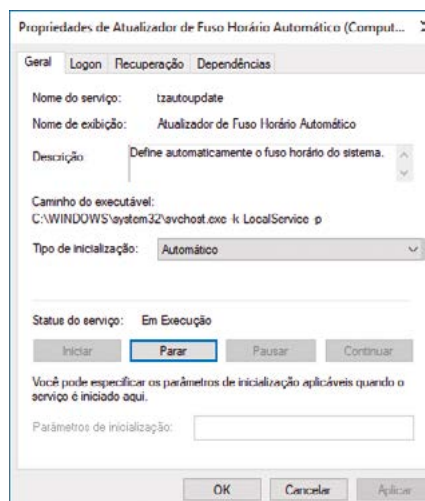 Propriedades de Atualizador de Fuso Horário Automático (Comput...
Geral Logon Recuperação Dependências
Nome do serviço: tzautoupdate
Nome de exibição: Atualizador de Fuso Horário Automático
Descrição Define automaticamente o fuso horário do sistema.
Caminho do executável:
C:\WINDOWS\system32\svchost.exe -k LocalService -p
Tipo de inicialização: Automático
Status do serviço: Em Execução
Iniciar Parar Pausar Continuar
Você pode especificar os parâmetros de inicialização aplicáveis quando o
serviço é iniciado aqui.
Parâmetros de inicialização:
OK Cancelar Aplicar